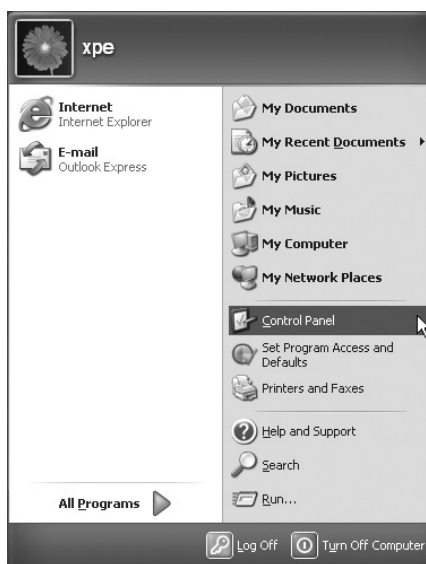 xpe
Internet
Internet Explorer
E-mail
Outlook Express
All Programs
My Documents
My Recent Documents
My Pictures
My Music
My Computer
My Network Places
Control Panel
Set Program Access and
Defaults
Printers and Faxes
Help and Support
Search
Run...
Log Off
Turn Off Computer